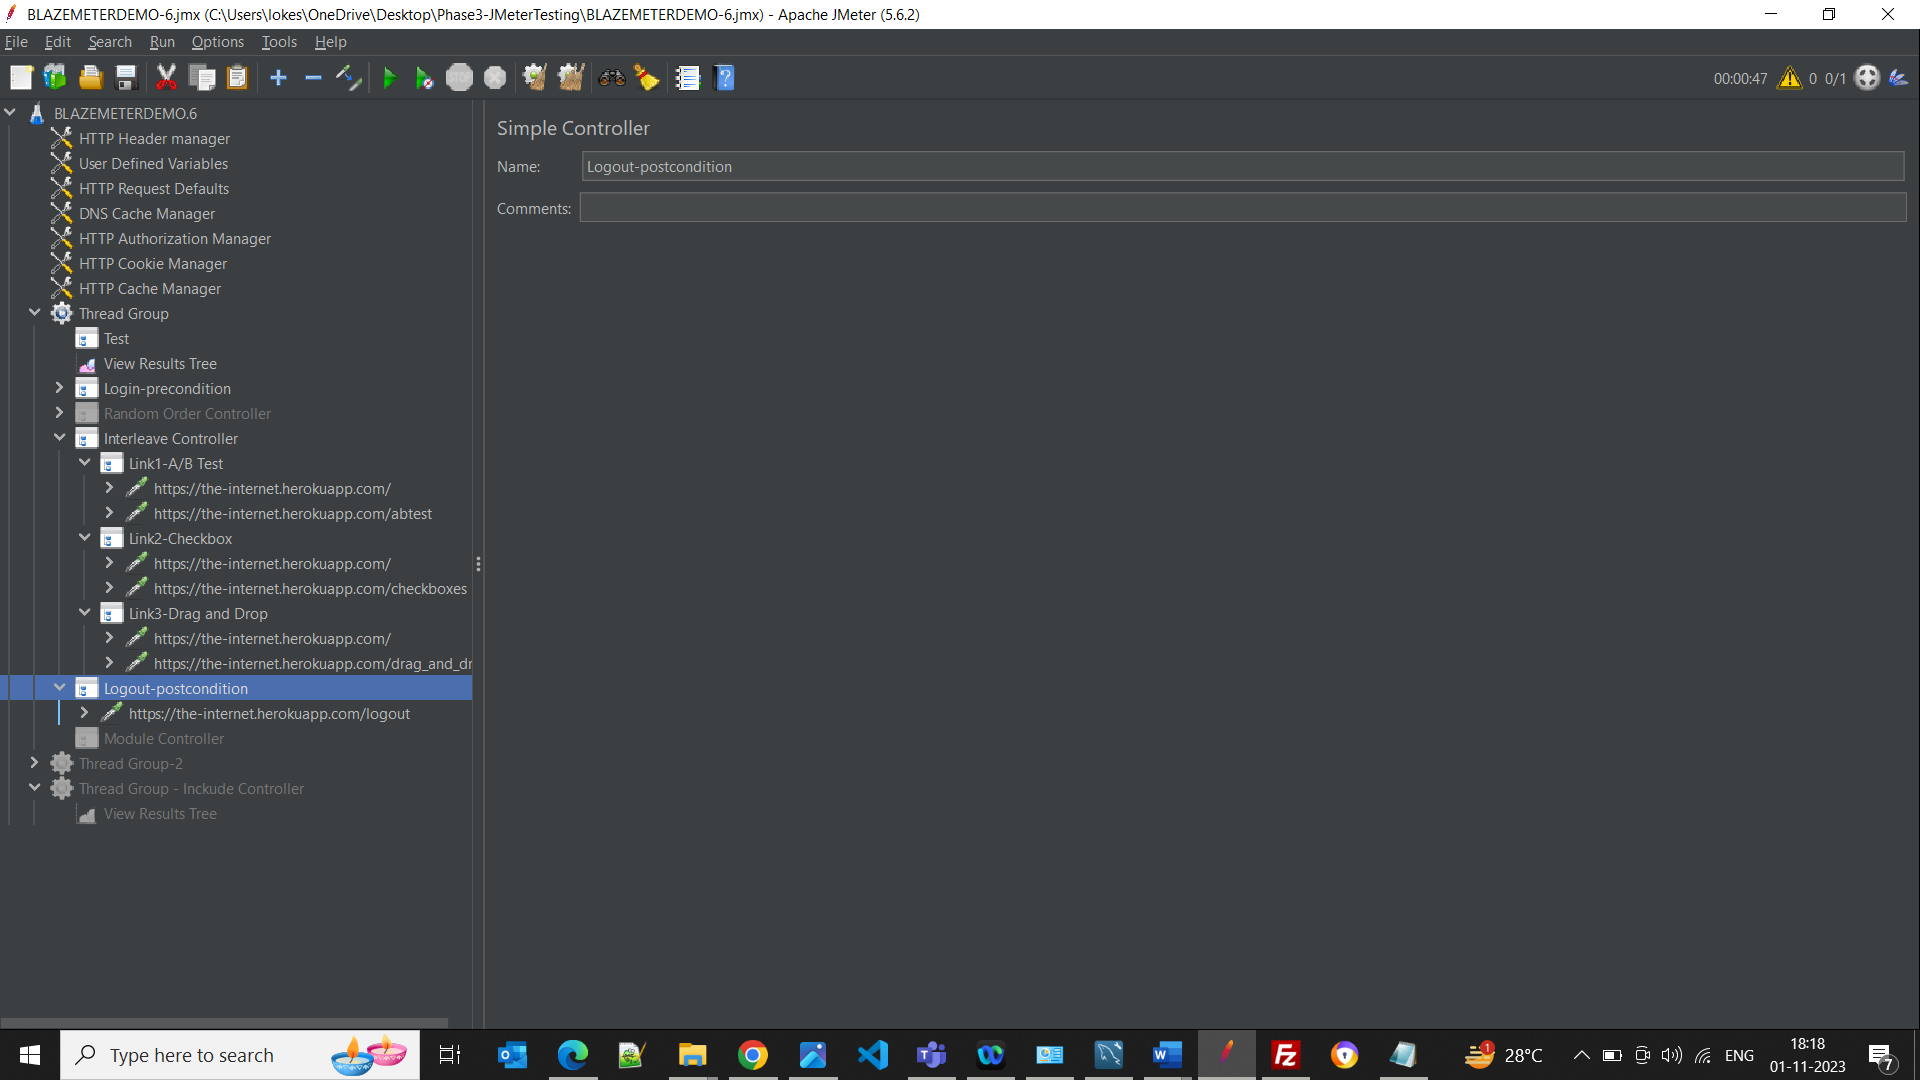 BLAZEMETERDEMO-6.jmx (C:\Users\lokes\OneDrive\Desktop\Phase3-JMeterTesting\BLAZEMETERDEMO-6.jmx) - Apache JMeter (5.6.2)
File Edit Search Run Options Tools Help
STOP 00:00:47 0 0/1
BLAZEMETERDEMO.6
HTTP Header manager
User Defined Variables
HTTP Request Defaults
DNS Cache Manager
HTTP Authorization Manager
HTTP Cookie Manager
HTTP Cache Manager
Thread Group
Test
View Results Tree
Login-precondition
Random Order Controller
Interleave Controller
Link1-A/B Test
https://the-internet.herokuapp.com/
https://the-internet.herokuapp.com/abtest
Link2-Checkbox
https://the-internet.herokuapp.com/
https://the-internet.herokuapp.com/checkboxes
Link3-Drag and Drop
https://the-internet.herokuapp.com/
https://the-internet.herokuapp.com/drag_and_dr
Logout-postcondition
https://the-internet.herokuapp.com/logout
Module Controller
Thread Group-2
Thread Group - Inckude Controller
View Results Tree
Simple Controller
Name: Logout-postcondition
Comments:
Type here to search
1 28°C ENG
18:18
01-11-2023
7